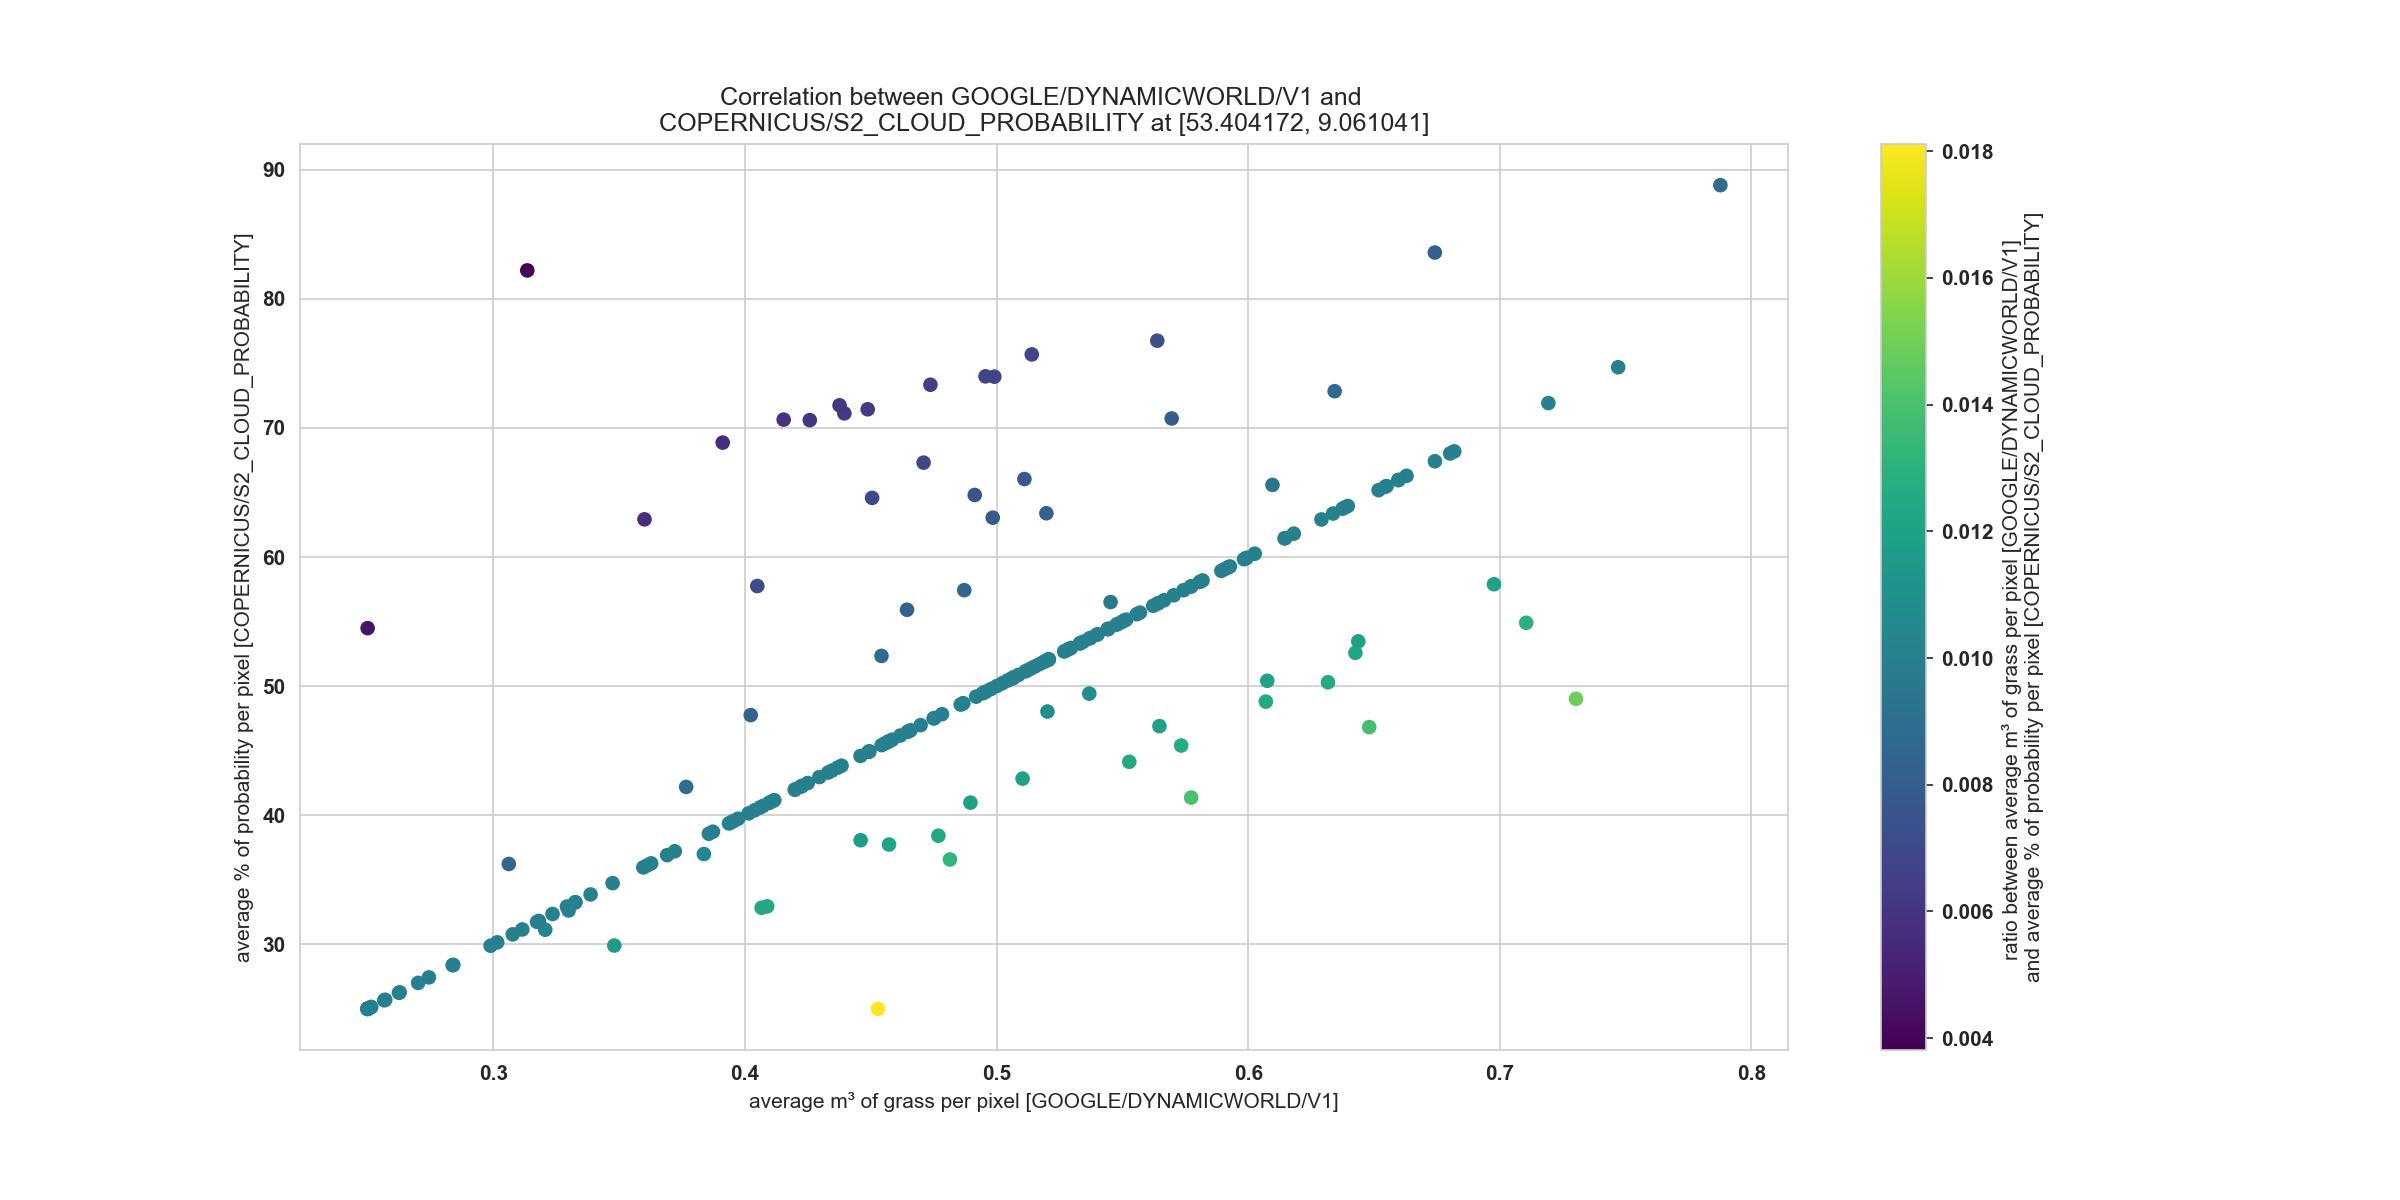 Correlation between GOOGLE/DYNAMICWORLD/V1 and
COPERNICUS/S2_CLOUD_PROBABILITY at [53.404172, 9.061041]
average % of probability per pixel [COPERNICUS/S2_CLOUD_PROBABILITY]
90
80
70
60
50
40
30
0.3 0.4 0.5 0.6 0.7 0.8
average m³ of grass per pixel [GOOGLE/DYNAMICWORLD/V1]
0.018
0.016
0.014
0.012
0.010
0.008
0.006
0.004
ratio between average m³ of grass per pixel [GOOGLE/DYNAMICWORLD/V1]
and average % of probability per pixel [COPERNICUS/S2_CLOUD_PROBABILITY]